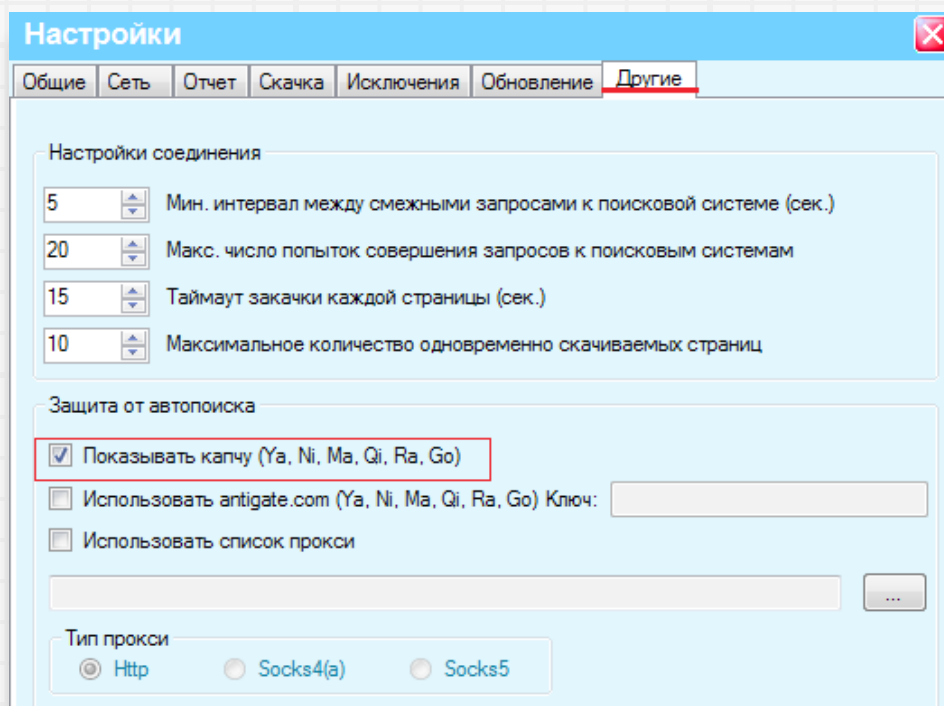 Настройки
Общие Сеть Отчет Скачка Исключения Обновление Другие
Настройки соединения
5 Мин. интервал между смежными запросами к поисковой системе (сек.)
20 Макс. число попыток совершения запросов к поисковым системам
15 Таймаут закачки каждой страницы (сек.)
10 Максимальное количество одновременно скачиваемых страниц
Защита от автопоиска
Показывать капчу (Ya, Ni, Ma, Qi, Ra, Go)
Использовать antigate.com (Ya, Ni, Ma, Qi, Ra, Go) Ключ:
Использовать список прокси
...
Тип прокси
Http Socks4(a) Socks5